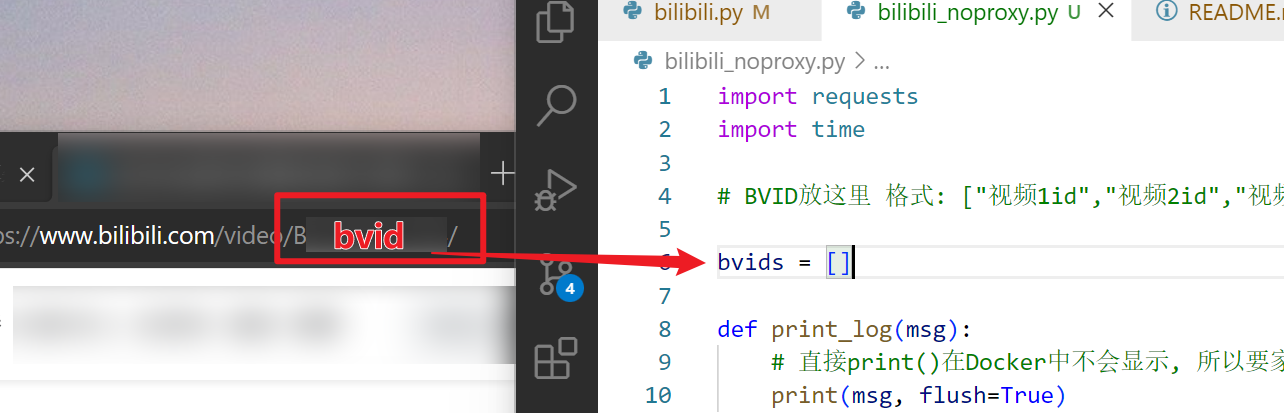 bilibili.py M
bilibili_noproxy.py U
README.
bilibili_noproxy.py > ...
1 import requests
2 import time
3
4 # BVID放这里 格式: ["视频1id","视频2id","视频
5
6 bvids = []
7
8 def print_log(msg):
9 # 直接print()在Docker中不会显示, 所以要
10 print(msg, flush=True)
ps://www.bilibili.com/video/B
bvid
/
4